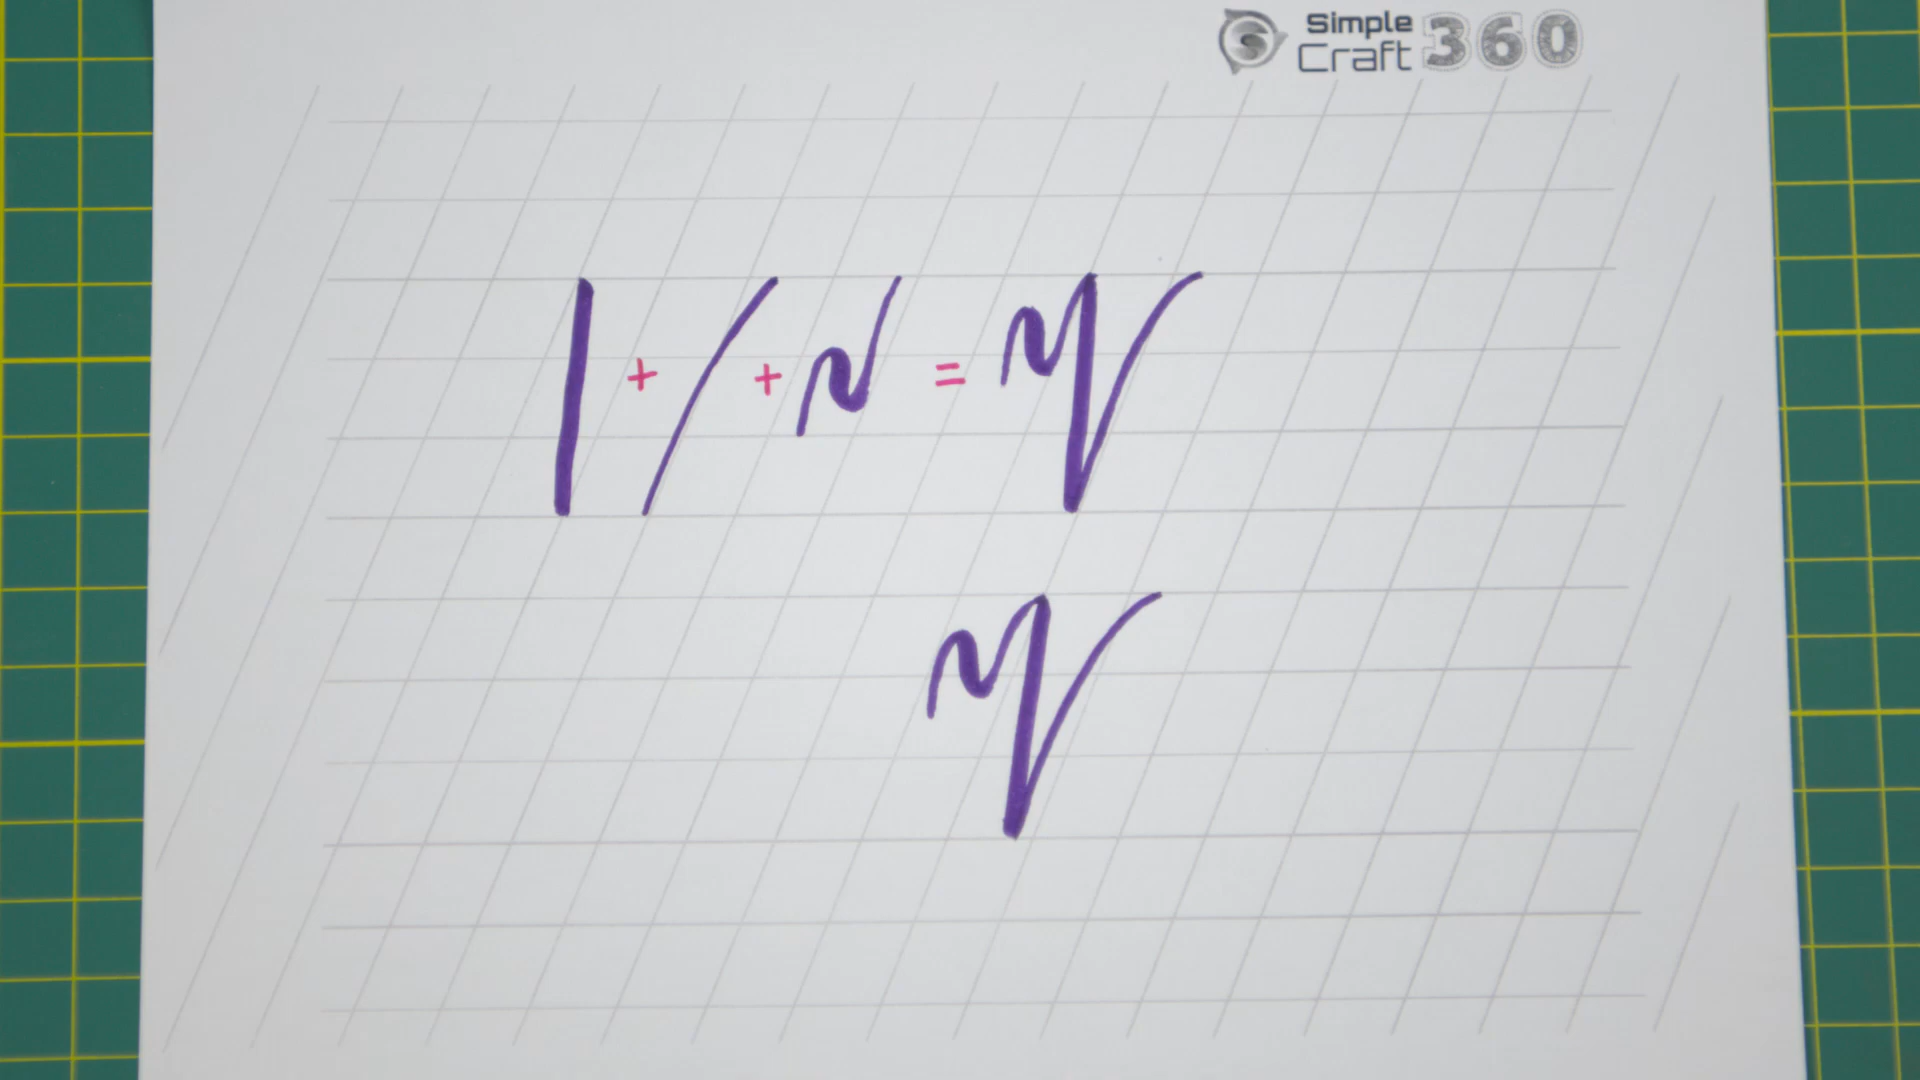 Simple
Craft 360
+ + =
V